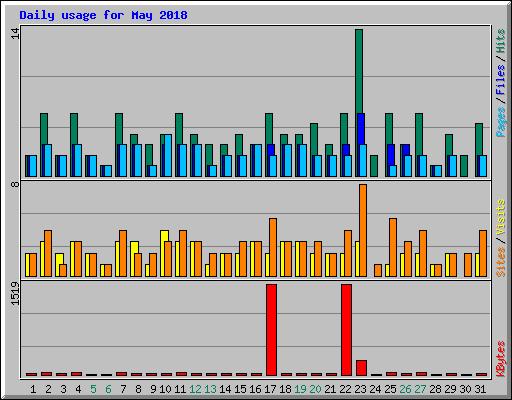 Daily usage for May 2018
14
Pages / Files / Hits
8
Sites / Visits
1519
KBytes
1 2 3 4 5 6 7 8 9 10 11 12 13 14 15 16 17 18 19 20 21 22 23 24 25 26 27 28 29 30 31